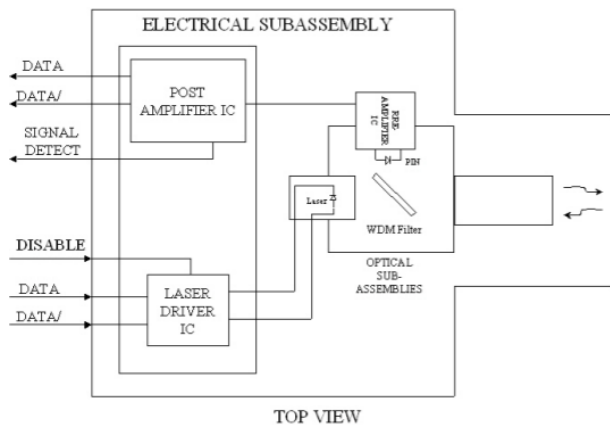 ELECTRICAL SUBASSEMBLY
DATA
DATA/
SIGNAL
DETECT
POST
AMPLIFIER IC
RRE-
AMPLIFIER
IC
PIN
Laser
WDM Filter
OPTICAL
SUB-
ASSEMBLIES
DISABLE
DATA
DATA/
LASER
DRIVER
IC
TOP VIEW